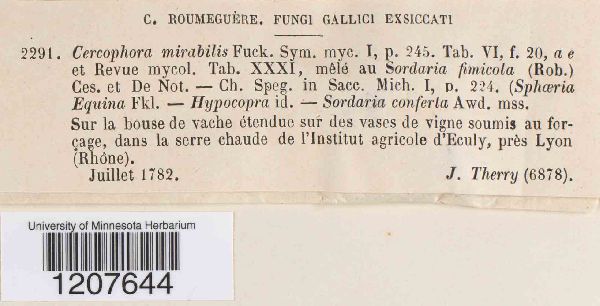 C. ROUMEGUÈRE. FUNGI GALLICI EXSICCATI
2291. Cercophora mirabilis Fuck. Sym. myc. I, p. 245. Tab. VI, f. 20, a e
et Revue mycol. Tab. XXXI, mêlé au Sordaria fimicola (Rob.)
Ces. et De Not. — Ch. Speg. in Sacc. Mich. I, p. 224. (Sphæria
Equina Fkl. — Hypocopra id. — Sordaria conferta Awd. mss.
Sur la bouse de vache étendue sur des vases de vigne soumis au for-
çage, dans la serre chaude de l'Institut agricole d'Eculy, près Lyon
(Rhône).
Juillet 1782. J. Therry (6878).
University of Minnesota Herbarium
1207644